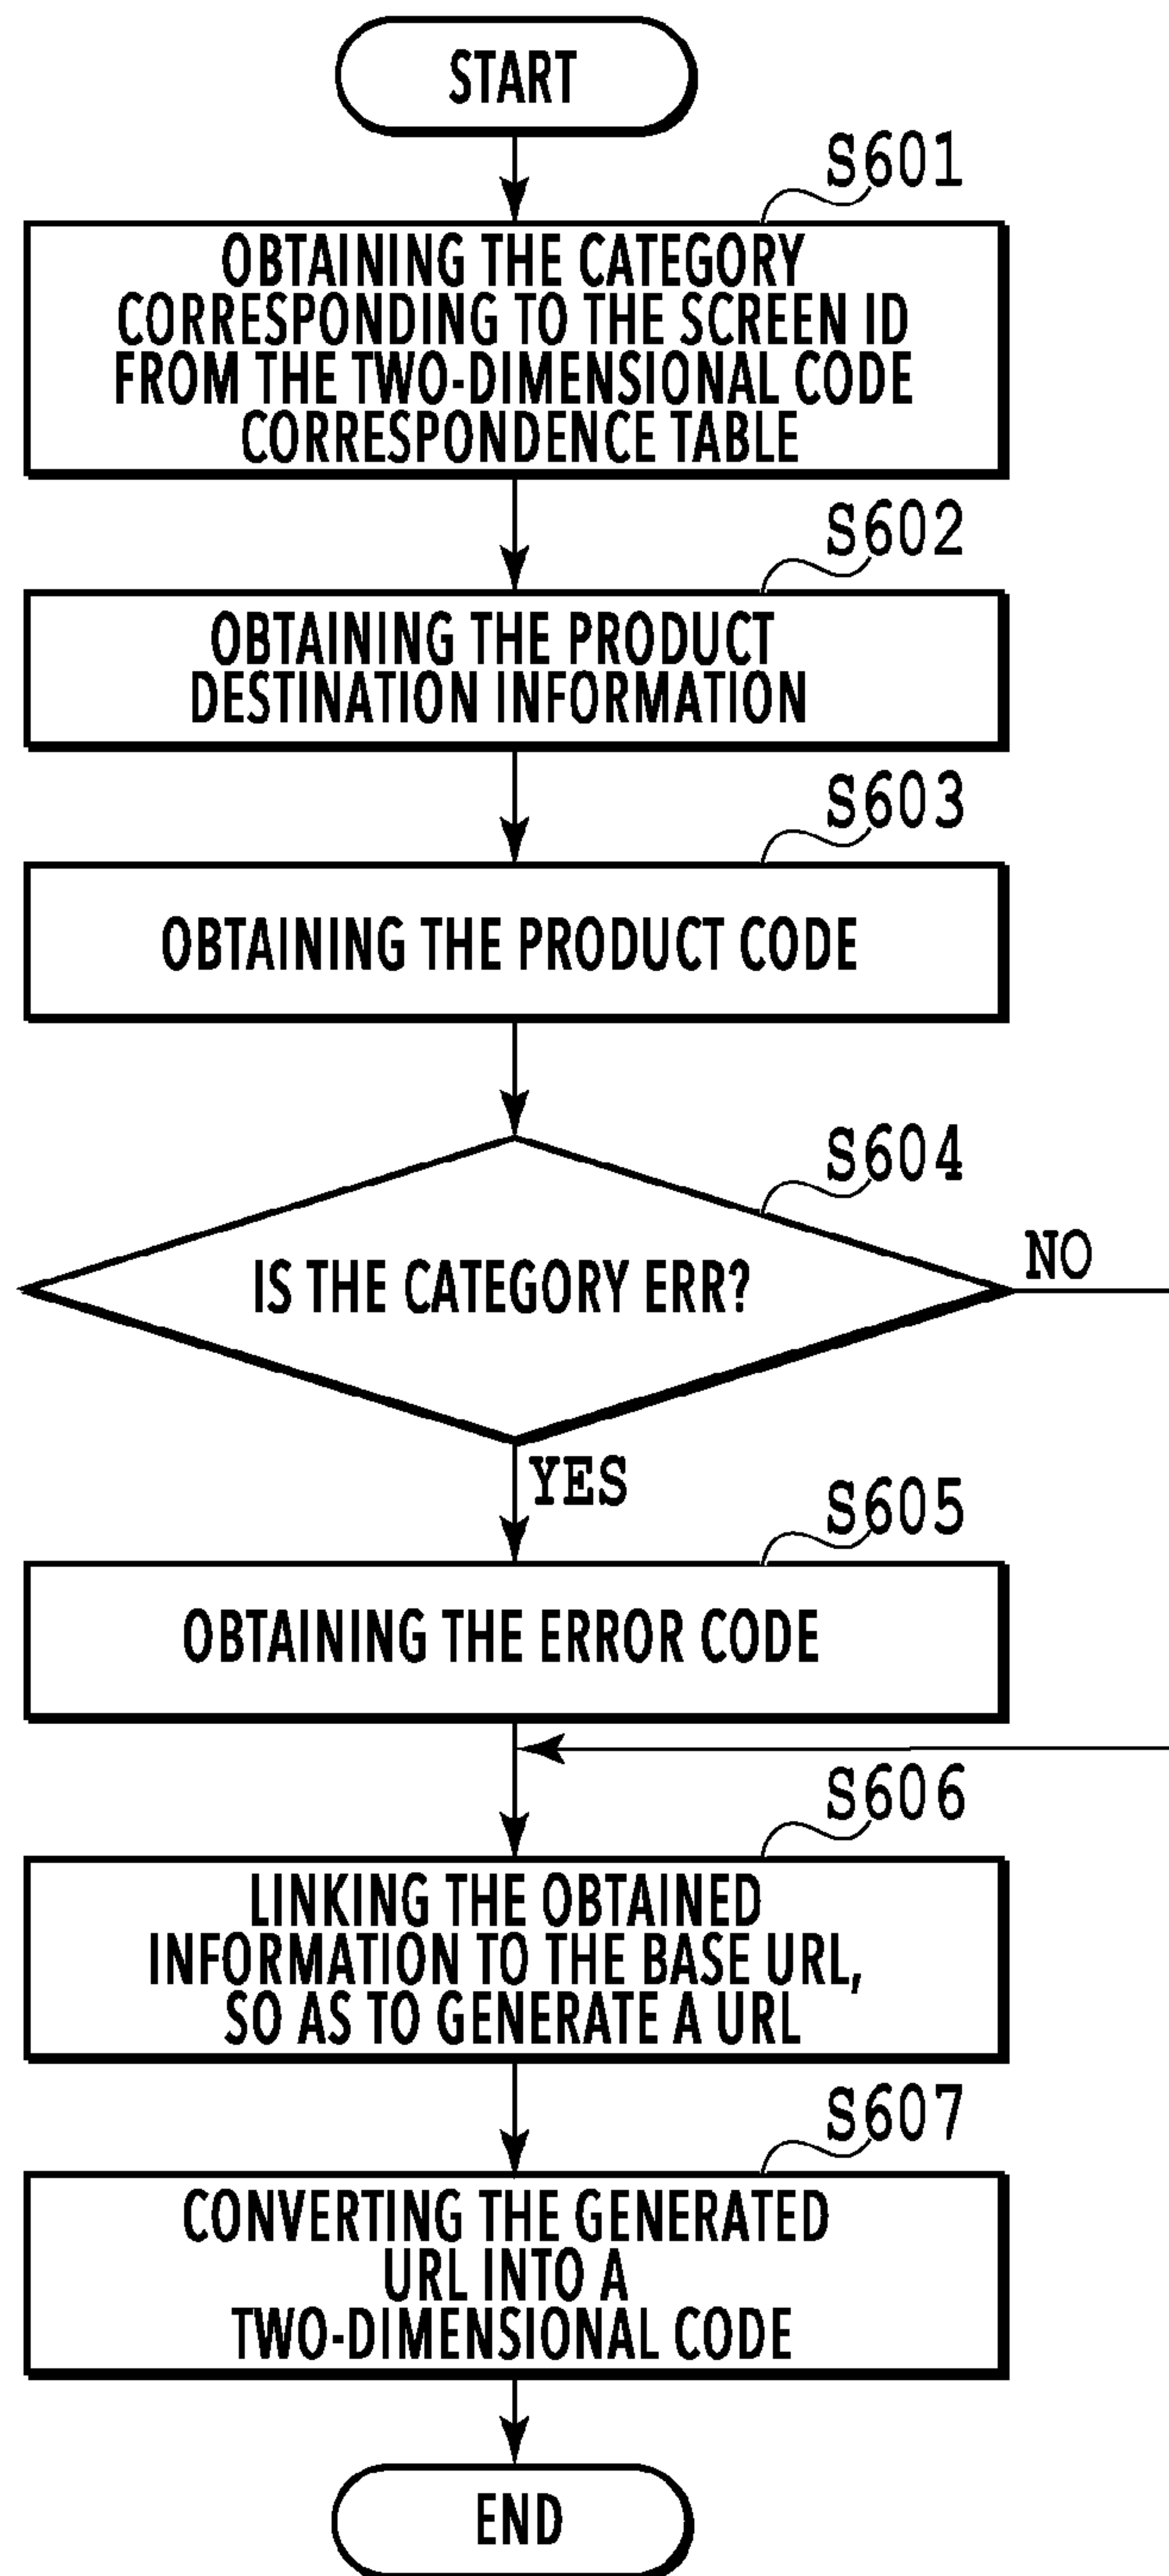 START
S601
OBTAINING THE CATEGORY
CORRESPONDING TO THE SCREEN ID
FROM THE TWO-DIMENSIONAL CODE
CORRESPONDENCE TABLE
S602
OBTAINING THE PRODUCT
DESTINATION INFORMATION
S603
OBTAINING THE PRODUCT CODE
S604
IS THE CATEGORY ERR?
NO
YES
S605
OBTAINING THE ERROR CODE
S606
LINKING THE OBTAINED
INFORMATION TO THE BASE URL,
SO AS TO GENERATE A URL
S607
CONVERTING THE GENERATED
URL INTO A
TWO-DIMENSIONAL CODE
END